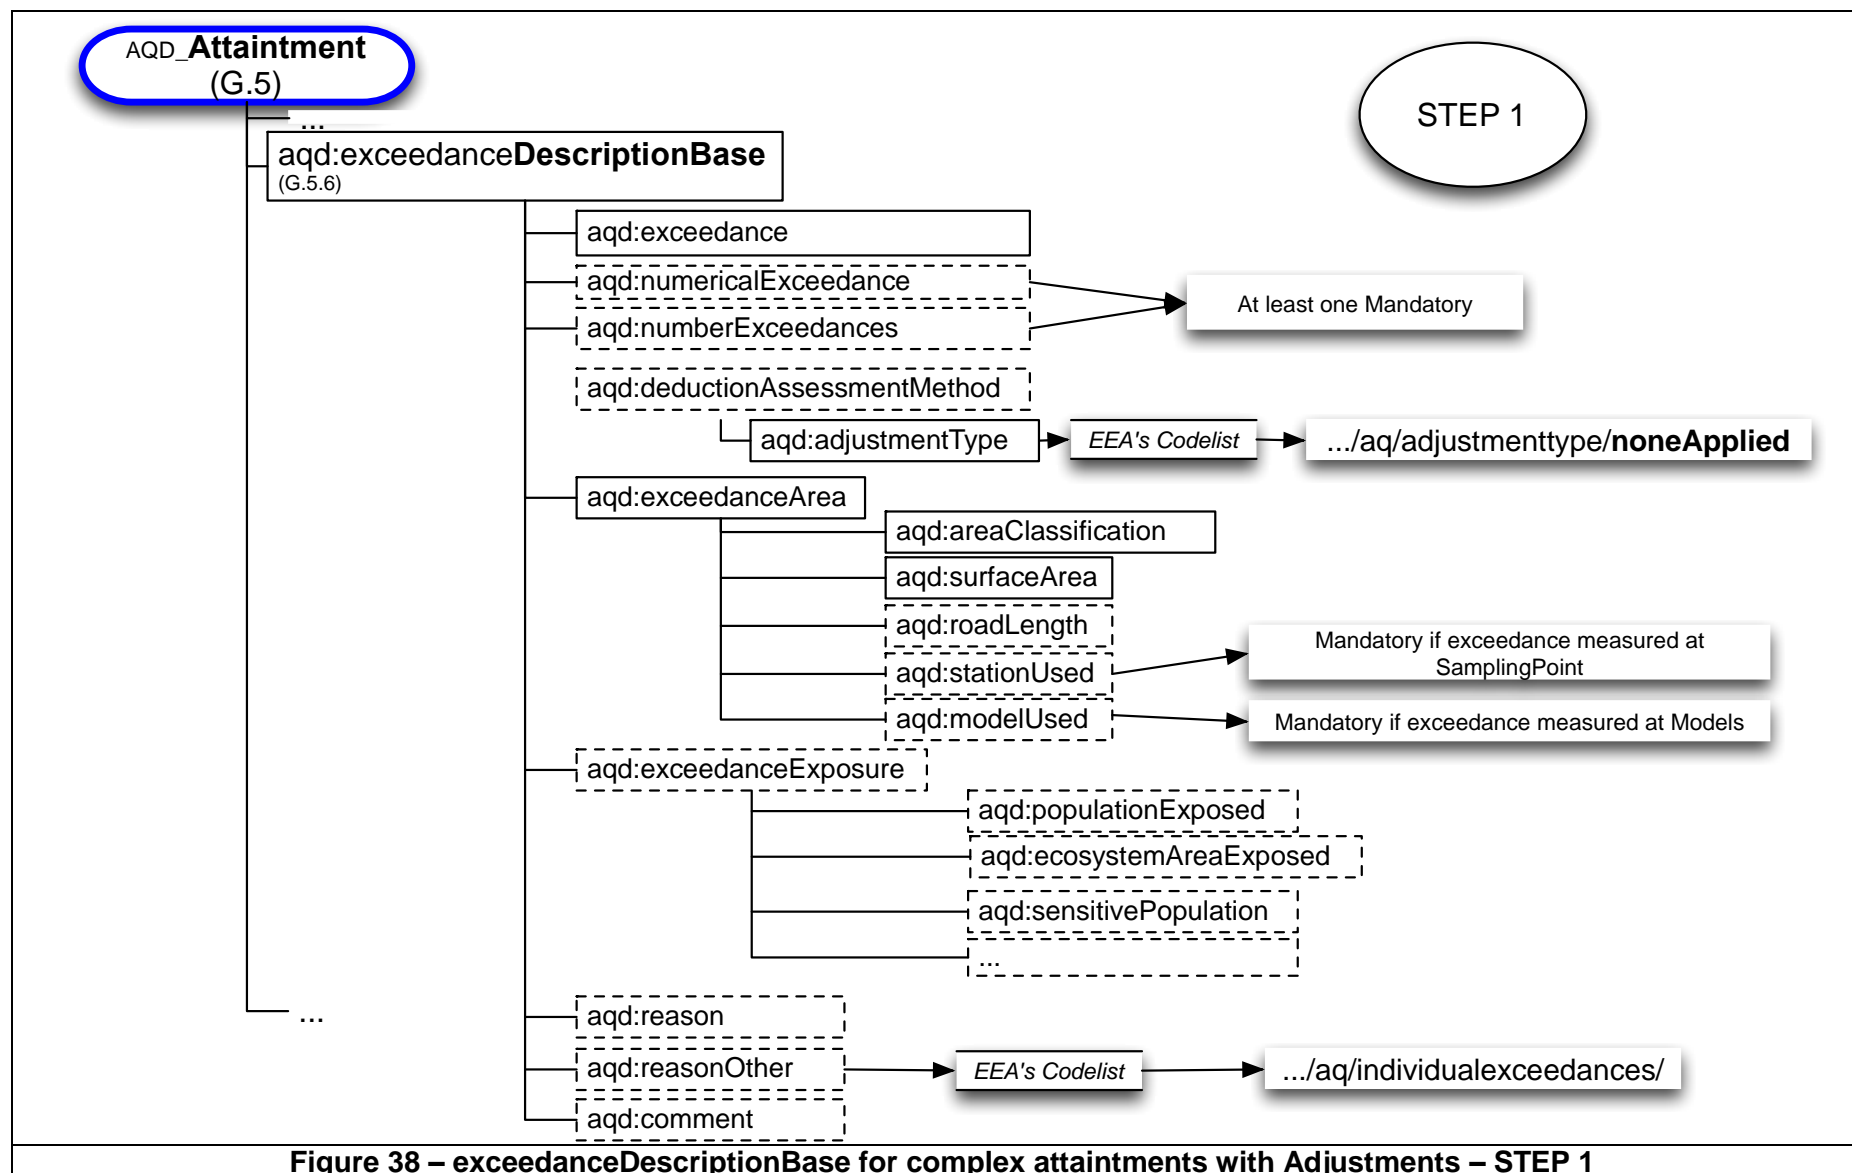 AQD_Attaintment
(G.5)
STEP 1
...
aqd:exceedanceDescriptionBase
(G.5.6)
aqd:exceedance
aqd:numericalExceedance
At least one Mandatory
aqd:numberExceedances
aqd:deductionAssessmentMethod
aqd:adjustmentType
EEA's Codelist
.../aq/adjustmenttype/noneApplied
aqd:exceedanceArea
aqd:areaClassification
aqd:surfaceArea
aqd:roadLength
Mandatory if exceedance measured at
SamplingPoint
aqd:stationUsed
aqd:modelUsed
Mandatory if exceedance measured at Models
aqd:exceedanceExposure
aqd:populationExposed
aqd:ecosystemAreaExposed
aqd:sensitivePopulation
...
...
aqd:reason
aqd:reasonOther
EEA's Codelist
.../aq/individualexceedances/
aqd:comment
Figure 38 – exceedanceDescriptionBase for complex attaintments with Adjustments – STEP 1